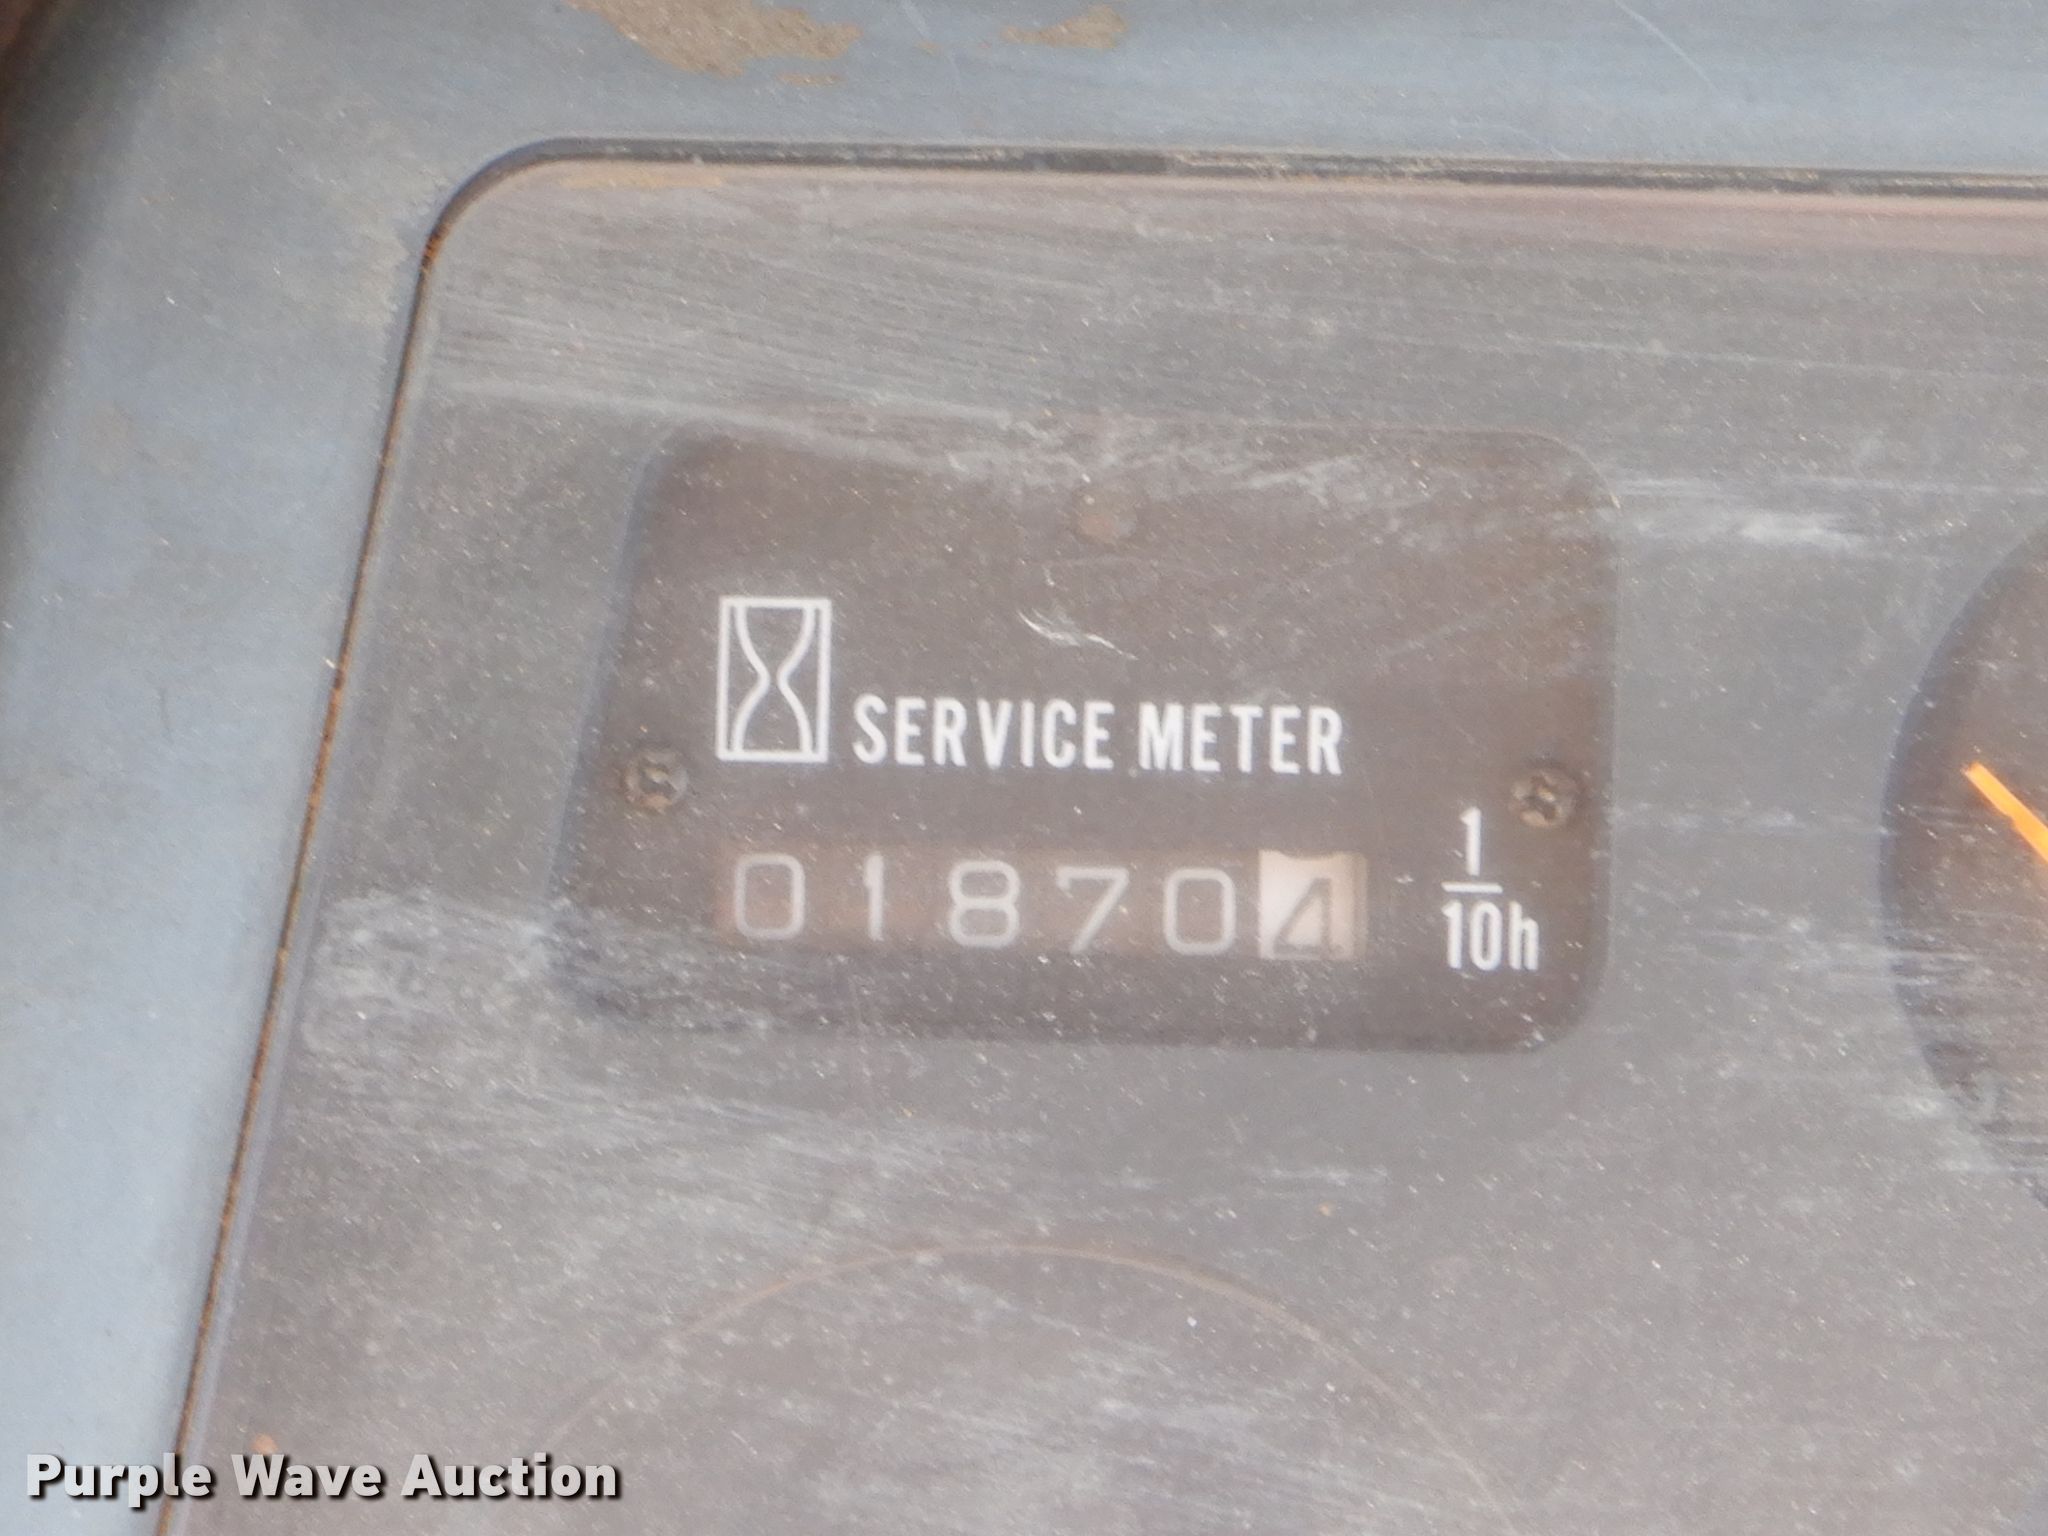 SERVICE METER
018704
1
10h
Purple Wave Auction